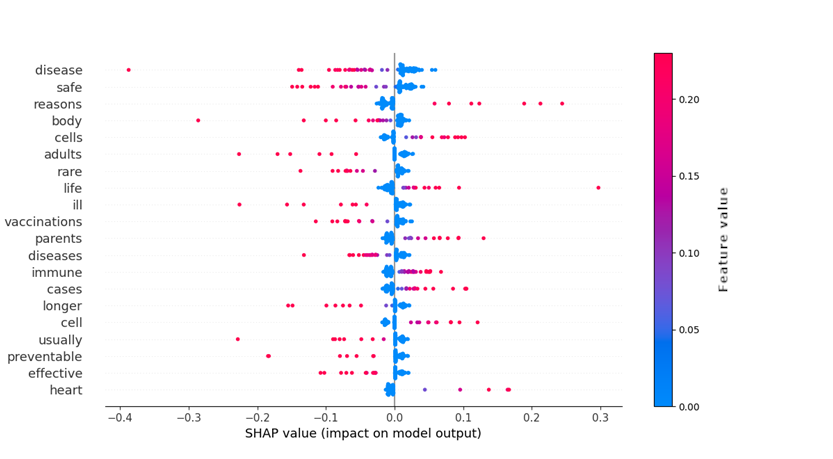 disease
safe
reasons
body
cells
adults
rare
life
ill
vaccinations
parents
diseases
immune
cases
longer
cell
usually
preventable
effective
heart
−0.4 −0.3 −0.2 −0.1 0.0 0.1 0.2 0.3
SHAP value (impact on model output)
0.20
0.15
0.10
0.05
0.00
Feature value